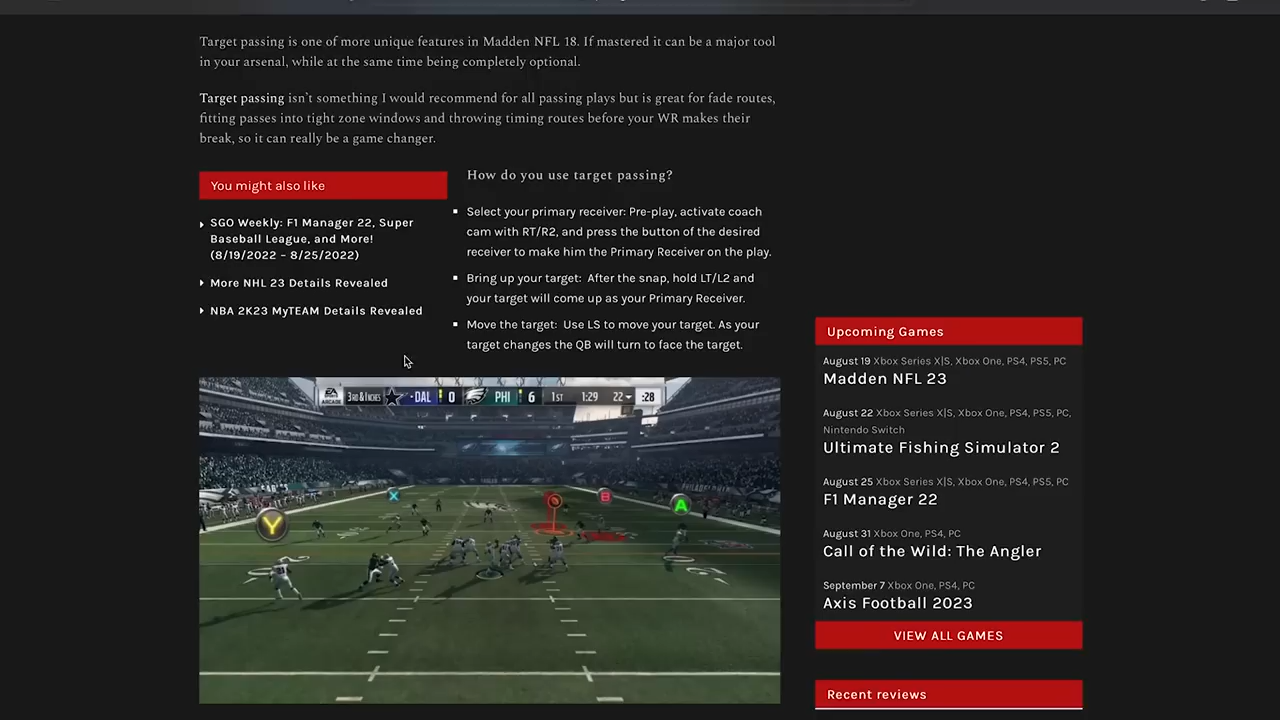 Target passing is one of more unique features in Madden NFL 18. If mastered it can be a major tool
in your arsenal, while at the same time being completely optional.
Target passing isn't something I would recommend for all passing plays but is great for fade routes,
fitting passes into tight zone windows and throwing timing routes before your WR makes their
break, so it can really be a game changer.
You might also like
SGO Weekly: F1 Manager 22, Super
Baseball League, and More!
(8/19/2022 – 8/25/2022)
More NHL 23 Details Revealed
NBA 2K23 MyTEAM Details Revealed
How do you use target passing?
Select your primary receiver: Pre-play, activate coach
cam with RT/R2, and press the button of the desired
receiver to make him the Primary Receiver on the play.
Bring up your target: After the snap, hold LT/L2 and
your target will come up as your Primary Receiver.
Move the target: Use LS to move your target. As your
target changes the QB will turn to face the target.
EA SPORTS ARCADE 3RD & INCHES DAL 0 PHI 6 1ST 1:29 22 :28
X B A
Y
Upcoming Games
August 19 Xbox Series X|S, Xbox One, PS4, PS5, PC
Madden NFL 23
August 22 Xbox Series X|S, Xbox One, PS4, PS5, PC,
Nintendo Switch
Ultimate Fishing Simulator 2
August 25 Xbox Series X|S, Xbox One, PS4, PS5, PC
F1 Manager 22
August 31 Xbox One, PS4, PC
Call of the Wild: The Angler
September 7 Xbox One, PS4, PC
Axis Football 2023
VIEW ALL GAMES
Recent reviews